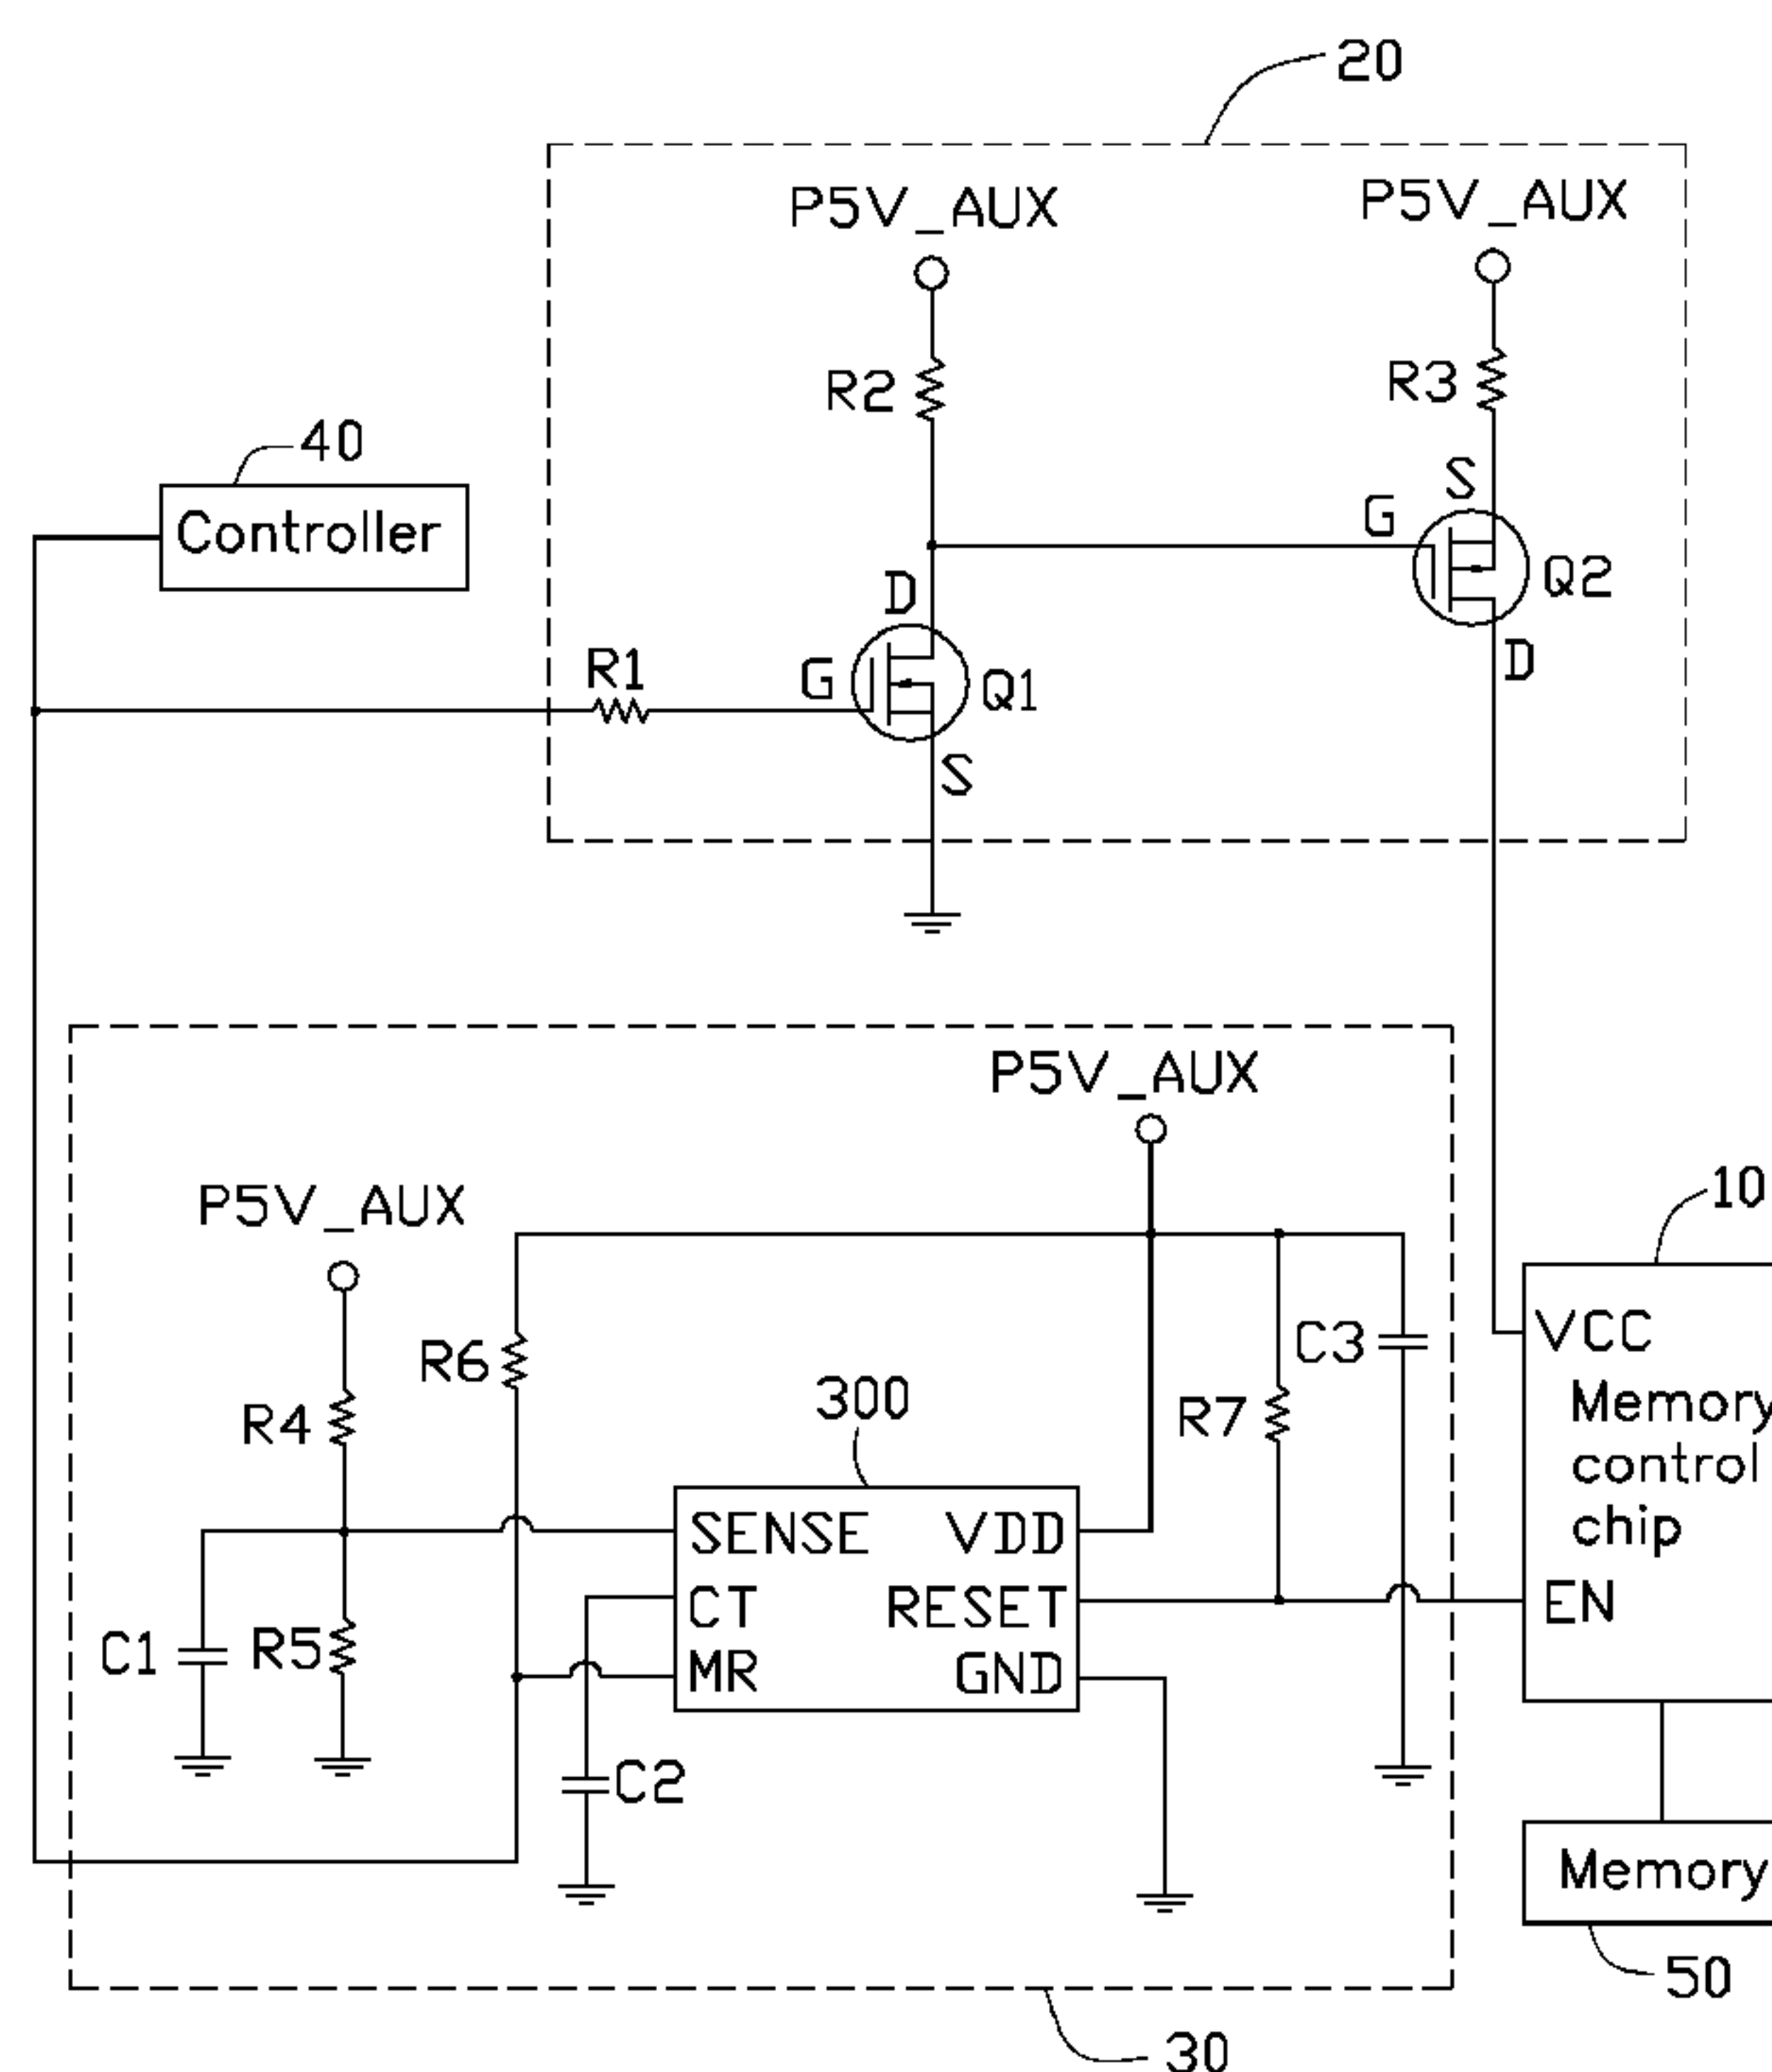 20
P5V_AUX
P5V_AUX
R2
R3
40
S
G
Controller
Q2
D
R1
G
Q1
D
S
P5V_AUX
10
P5V_AUX
VCC
R6
C3
300
R4
R7
Memory
control
chip
SENSE
VDD
CT
RESET
EN
C1
R5
MR
GND
C2
Memory
50
30